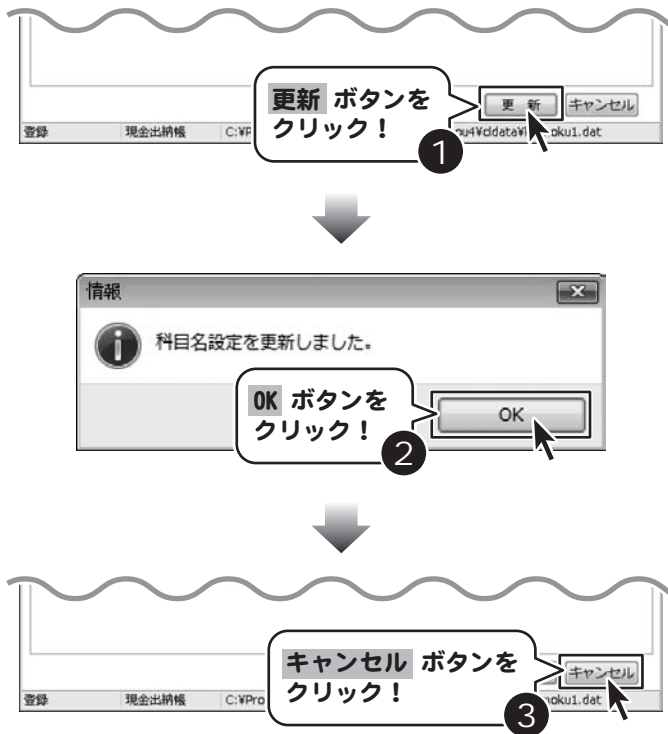 更新 ボタンを
クリック！
1
更 新
キャンセル
登録 現金出納帳 C:¥P ou4¥cldata¥ oku1.dat
情報
科目名設定を更新しました。
OK ボタンを
クリック！
2
OK
キャンセル ボタンを
クリック！
3
キャンセル
登録 現金出納帳 C:¥Pro oku1.dat